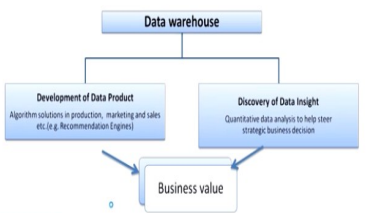 Data warehouse
Development of Data Product
Algorithm solutions in production, marketing and sales
etc.(e.g. Recommendation Engines)
Discovery of Data Insight
Quantitative data analysis to help steer
strategic business decision
Business value